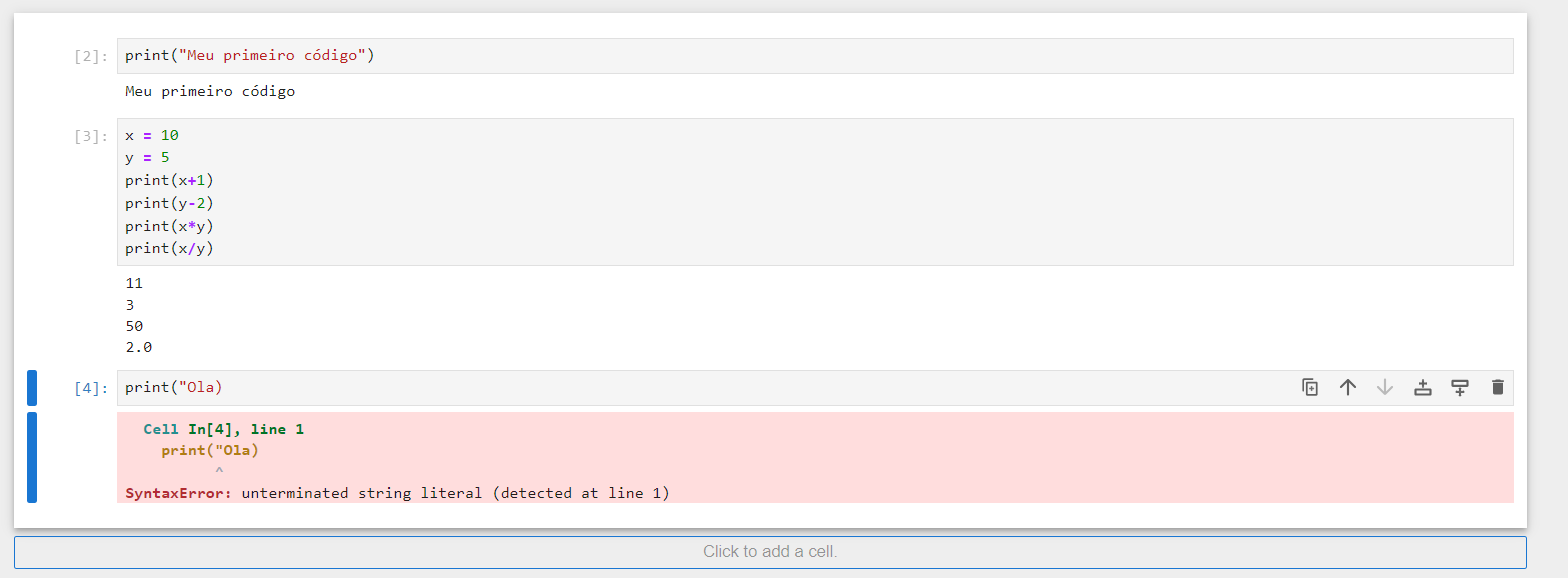 [2]: print("Meu primeiro código")
Meu primeiro código
[3]: x = 10
y = 5
print(x+1)
print(y-2)
print(x*y)
print(x/y)
11
3
50
2.0
[4]: print("Ola)
Cell In[4], line 1
print("Ola)
^
SyntaxError: unterminated string literal (detected at line 1)
Click to add a cell.